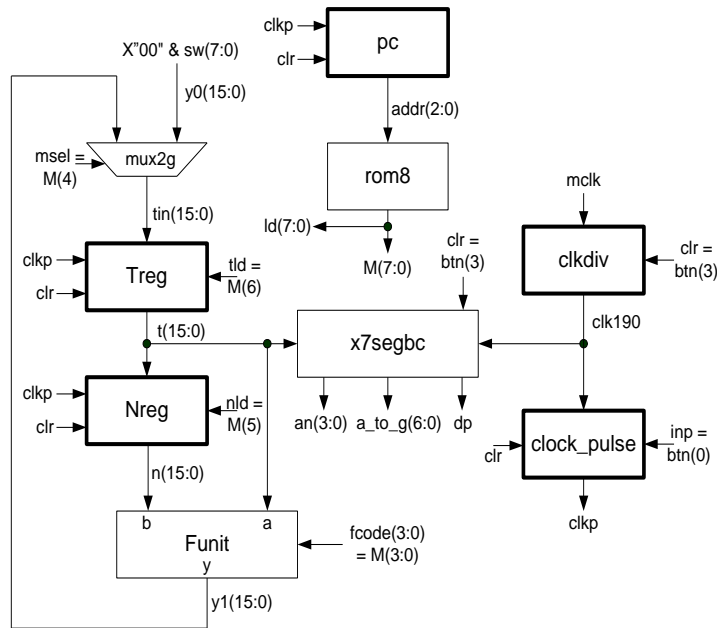 X"00" & sw(7:0)
y0(15:0)
msel =
M(4)
mux2g
tin(15:0)
clkp
clr
Treg
tld =
M(6)
t(15:0)
clkp
clr
Nreg
nld =
M(5)
n(15:0)
b
a
Funit
y
fcode(3:0)
= M(3:0)
y1(15:0)
clkp
clr
pc
addr(2:0)
rom8
ld(7:0)
M(7:0)
clr =
btn(3)
x7segbc
an(3:0)
a_to_g(6:0)
dp
mclk
clkdiv
clr =
btn(3)
clk190
clock_pulse
clr
inp =
btn(0)
clkp